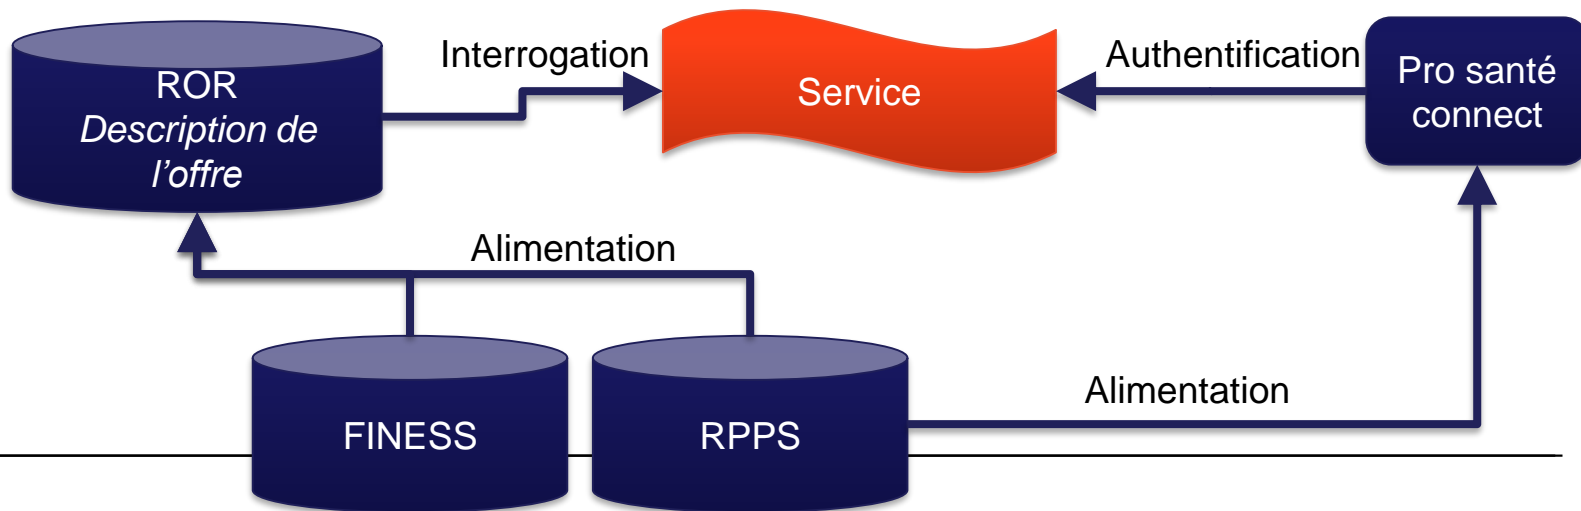 ROR
Description de
l’offre
Interrogation
Service
Authentification
Pro santé
connect
Alimentation
FINESS
RPPS
Alimentation